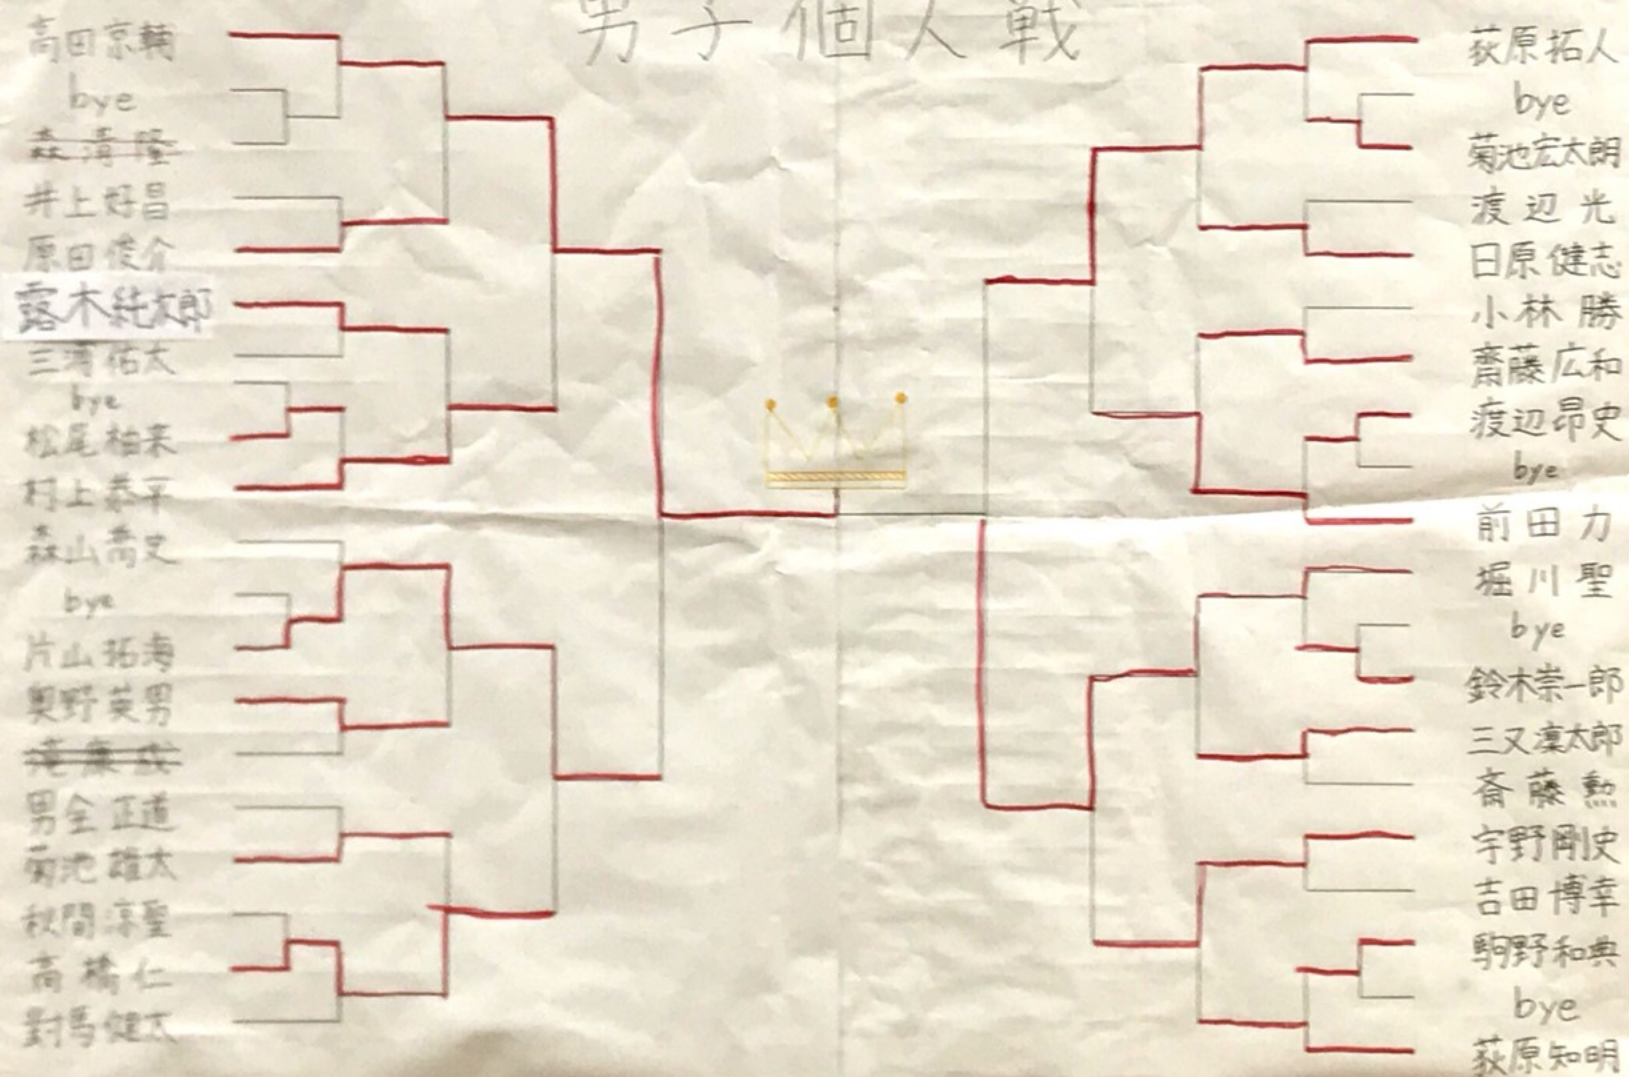 男子個人戦
高田京輔
bye
森清隆
井上好昌
原田俊介
露木純太郎
三浦佑太
bye
松尾柚来
村上恭平
森山喬史
bye
片山拓海
奥野英男
男全正道
菊池雄太
秋間涼聖
高橋仁
對馬健太
荻原拓人
bye
菊池宏太朗
渡辺光
日原健志
小林勝
齋藤広和
渡辺昂史
bye
前田力
堀川聖
bye
鈴木崇一郎
三又凜太郎
斎藤勲
宇野剛史
吉田博幸
駒野和典
bye
荻原知明